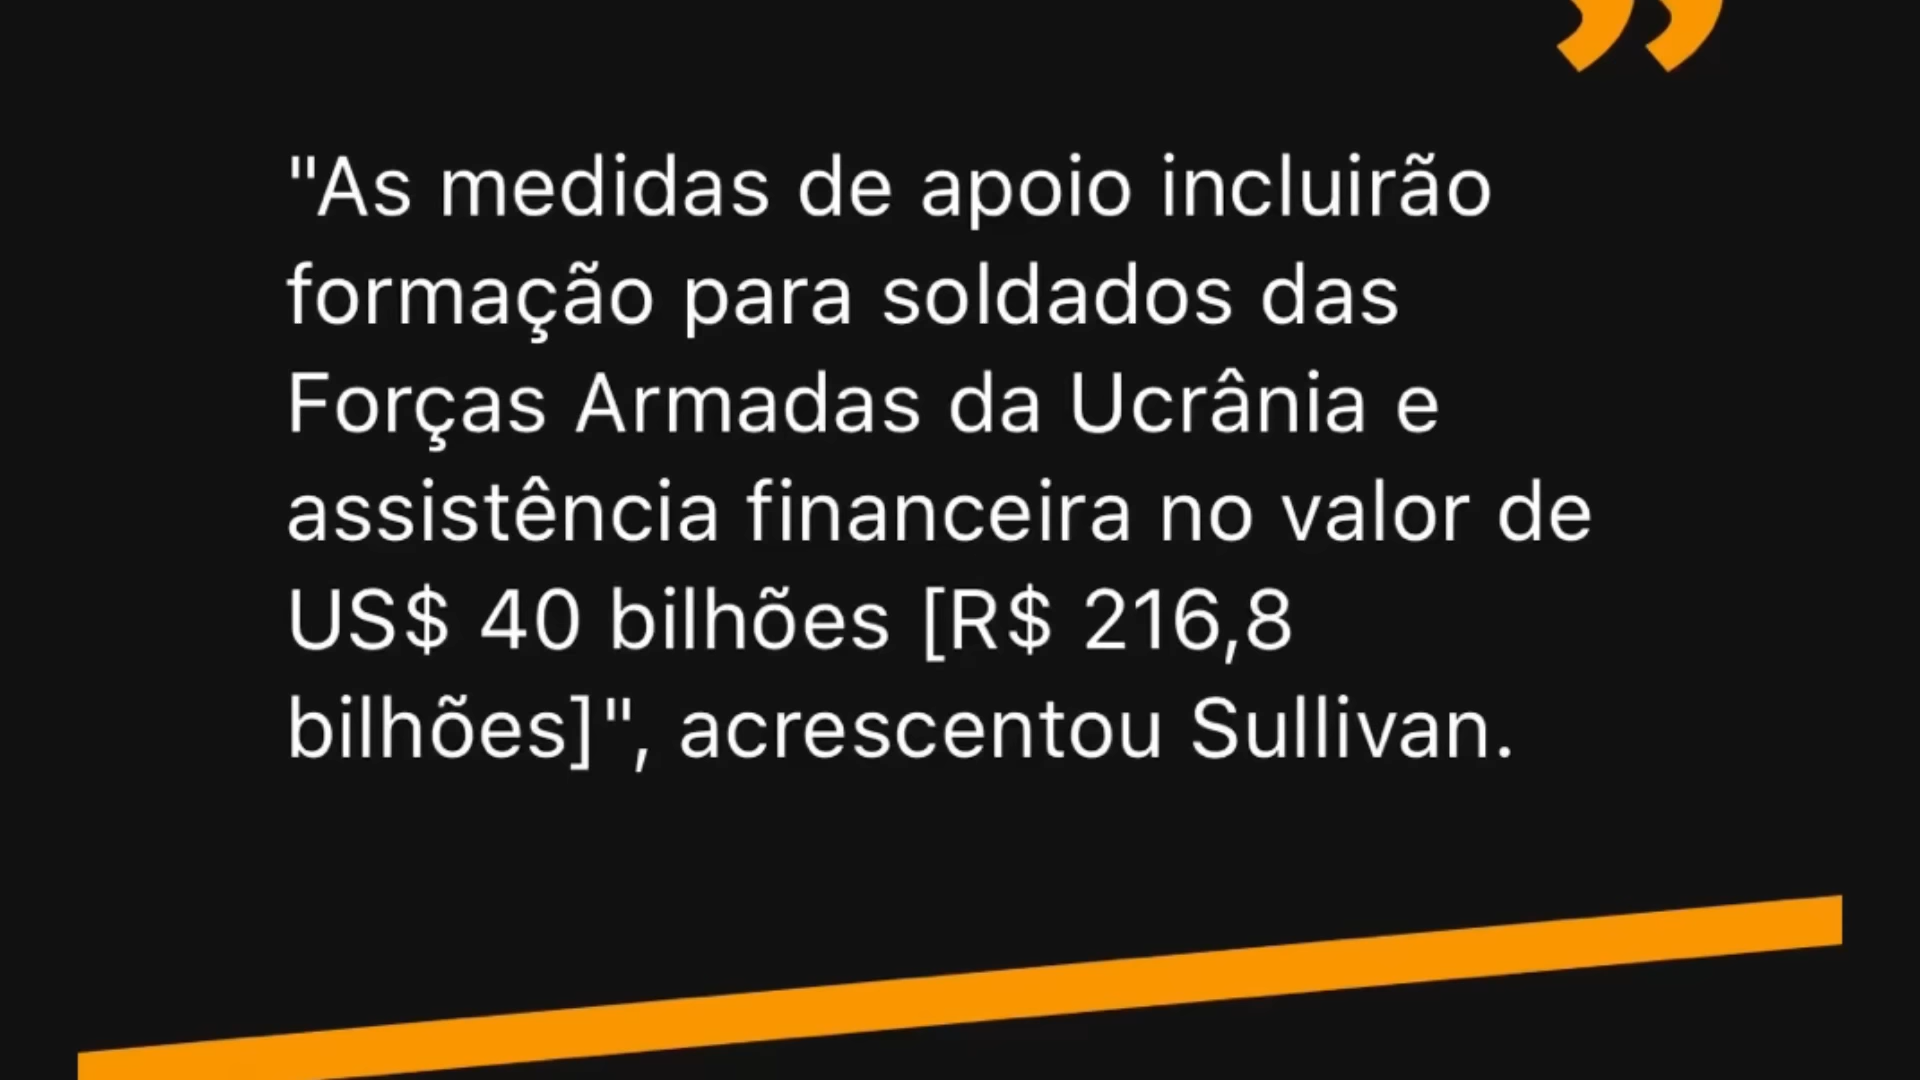 ”
"As medidas de apoio incluirão
formação para soldados das
Forças Armadas da Ucrânia e
assistência financeira no valor de
US$ 40 bilhões [R$ 216,8
bilhões]", acrescentou Sullivan.